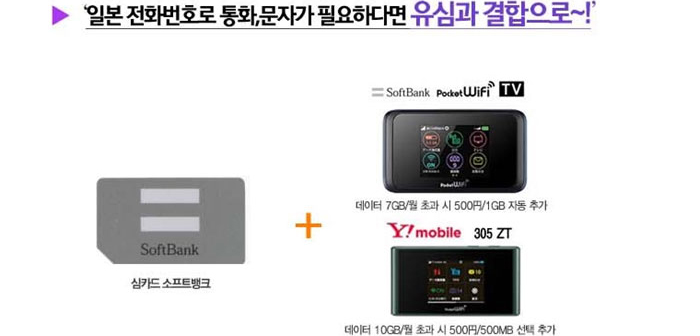 ▶ ‘일본 전화번호로 통화,문자가 필요하다면 유심과 결합으로~!’
SoftBank Pocket WiFi TV
Pocket WiFi
데이터 7GB/월 초과 시 500円/1GB 자동 추가
SoftBank
+
심카드 소프트뱅크
Y! mobile 305 ZT
데이터 10GB/월 초과 시 500円/500MB 선택 추가